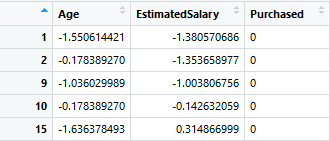 Age EstimatedSalary Purchased
1 -1.550614421 -1.380570686 0
2 -0.178389270 -1.353658977 0
9 -1.036029989 -1.003806756 0
10 -0.178389270 -0.142632059 0
15 -1.636378493 0.314866999 0